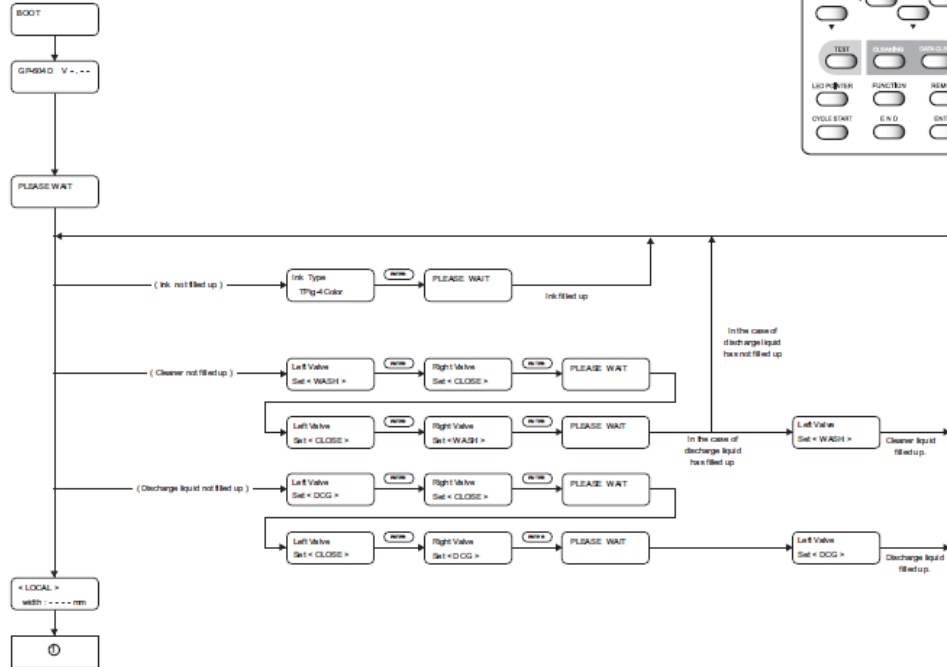 BOOT
GP-604D V -.--
TEST
CLEANING
LED POINTER
FUNCTION
CYCLE START
END
PLEASE WAIT
( Ink not filled up )
Ink Type
TPig-4Color
ENTER
PLEASE WAIT
Ink filled up
In the case of
discharge liquid
has not filled up
( Cleaner not filled up )
Left Valve
Set < WASH >
ENTER
Right Valve
Set < CLOSE >
ENTER
PLEASE WAIT
Left Valve
Set < CLOSE >
ENTER
Right Valve
Set < WASH >
ENTER
PLEASE WAIT
In the case of
discharge liquid
has filled up
Left Valve
Set < WASH >
Cleaner liquid
filled up.
( Discharge liquid not filled up )
Left Valve
Set < DCG >
ENTER
Right Valve
Set < CLOSE >
ENTER
PLEASE WAIT
Left Valve
Set < CLOSE >
ENTER
Right Valve
Set < DCG >
ENTER
PLEASE WAIT
Left Valve
Set < DCG >
Discharge liquid
filled up.
< LOCAL >
width : - - - - mm
①